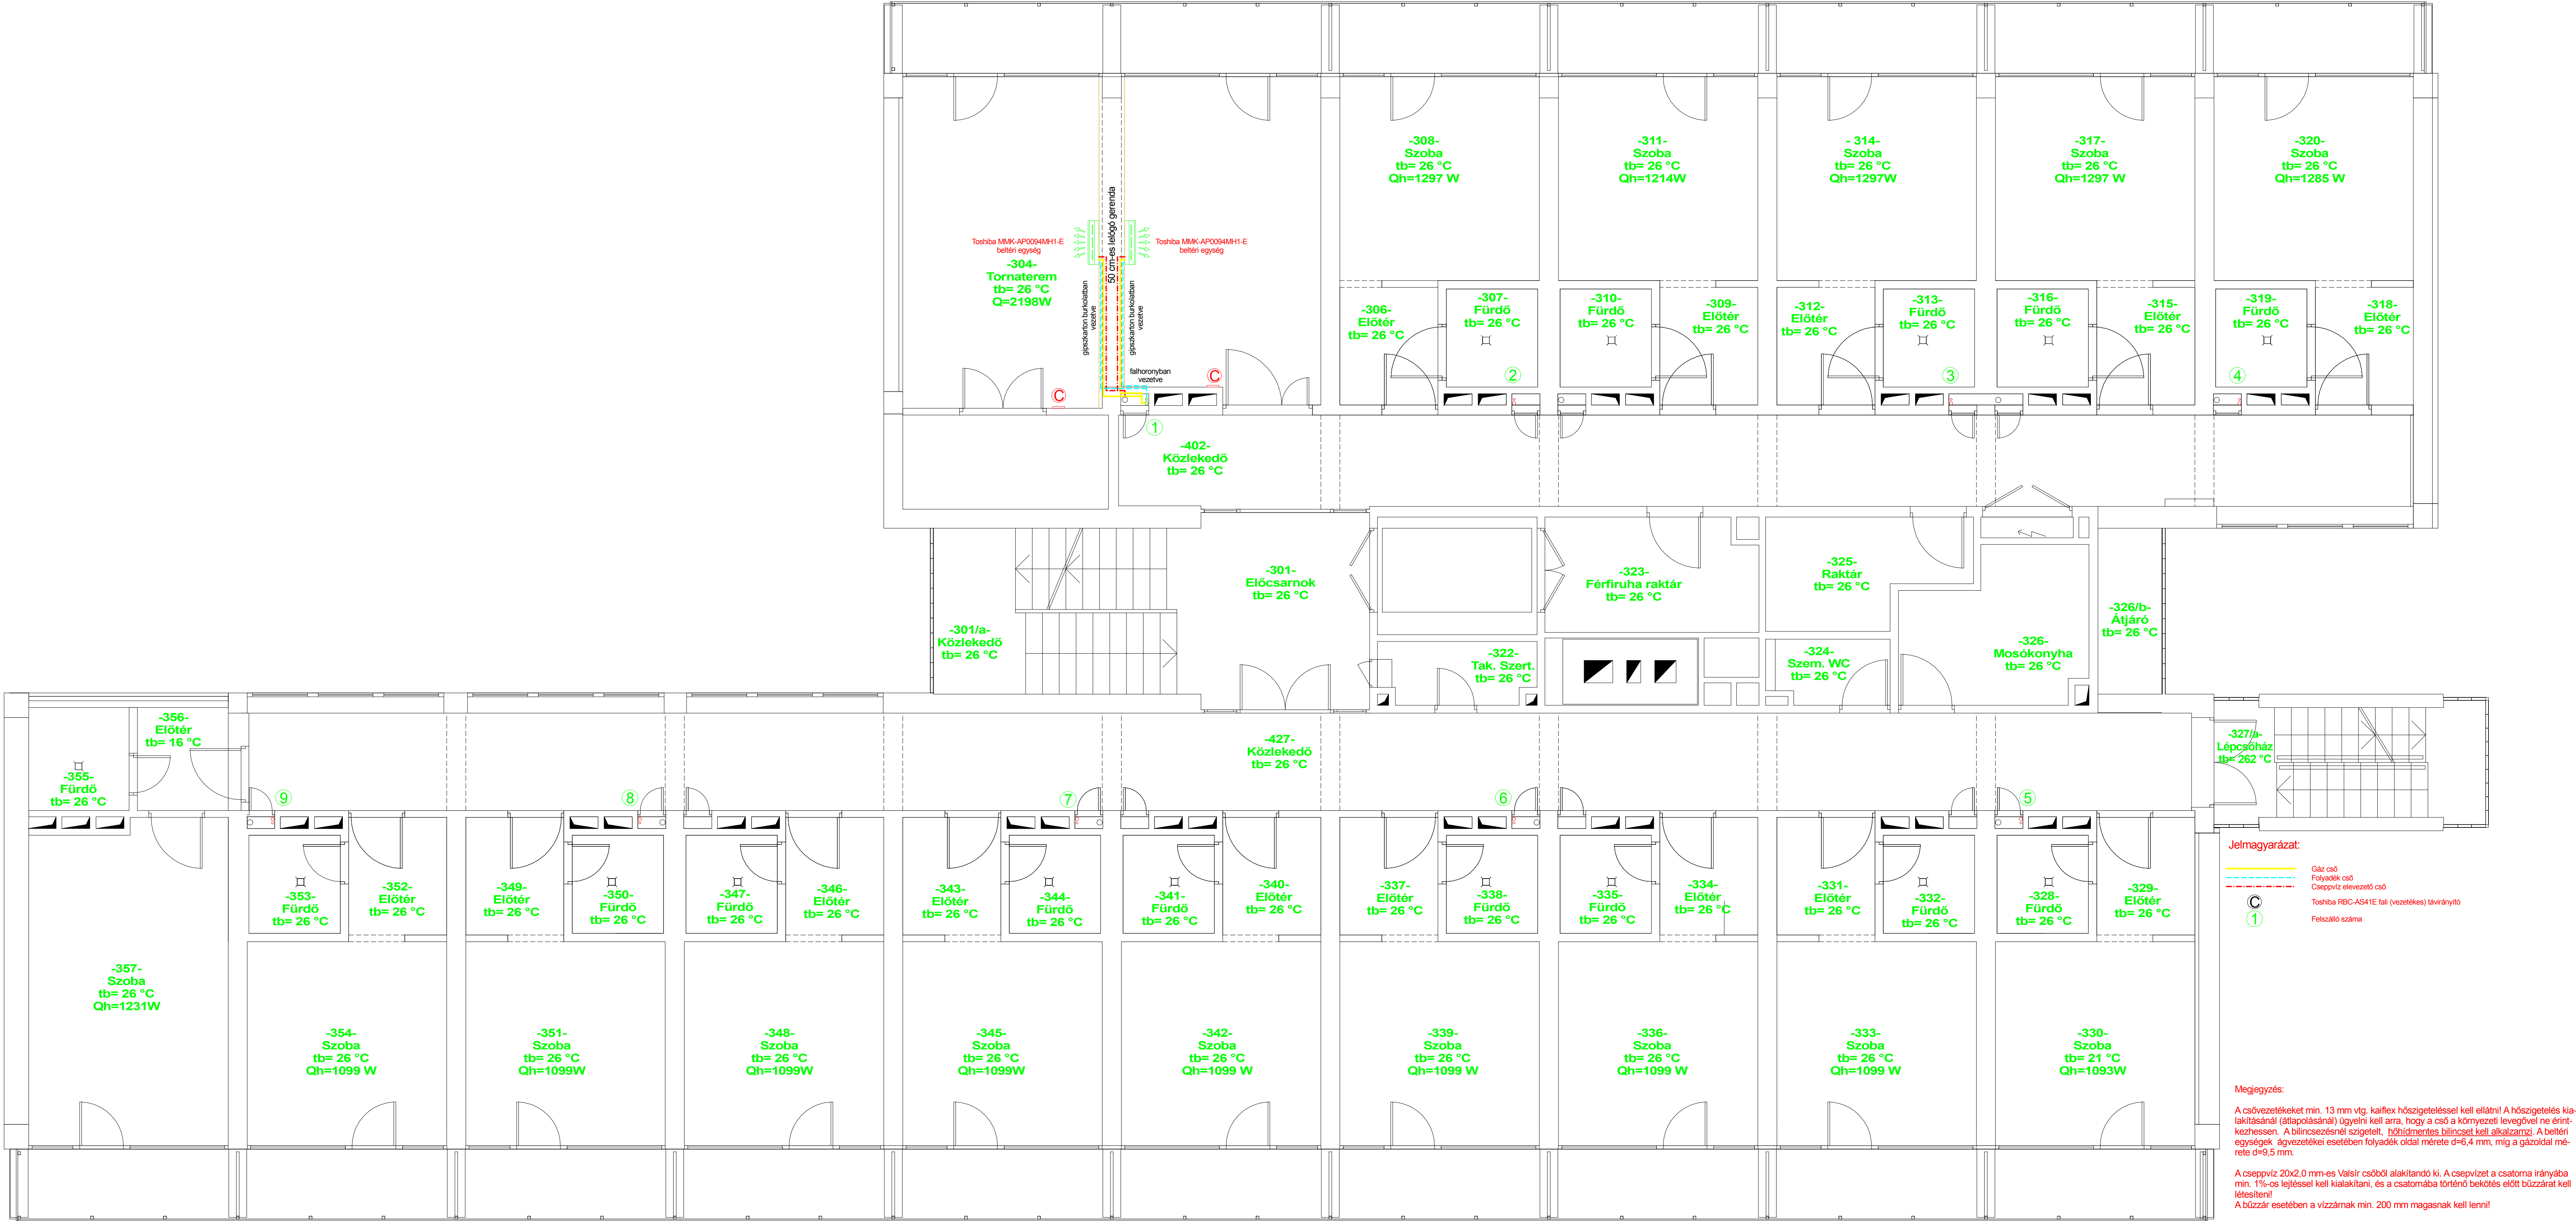 -308-
Szoba
tb= 26 °C
Qh=1297 W
-311-
Szoba
tb= 26 °C
Qh=1214W
- 314-
Szoba
tb= 26 °C
Qh=1297W
-317-
Szoba
tb= 26 °C
Qh=1297 W
-320-
Szoba
tb= 26 °C
Qh=1285 W
50 cm-es lelógó gerenda
Toshiba MMK-AP0094MH1-E
beltéri egység
Toshiba MMK-AP0094MH1-E
beltéri egység
-304-
Tornaterem
tb= 26 °C
Q=2198W
gipszkarton burkolatban
vezetve
gipszkarton burkolatban
vezetve
falhoronyban
vezetve
C
C
-306-
Előtér
tb= 26 °C
-307-
Fürdő
tb= 26 °C
-310-
Fürdő
tb= 26 °C
-309-
Előtér
tb= 26 °C
-312-
Előtér
tb= 26 °C
-313-
Fürdő
tb= 26 °C
-316-
Fürdő
tb= 26 °C
-315-
Előtér
tb= 26 °C
-319-
Fürdő
tb= 26 °C
-318-
Előtér
tb= 26 °C
1
2
3
4
-402-
Közlekedő
tb= 26 °C
-301-
Előcsarnok
tb= 26 °C
-323-
Férfiruha raktár
tb= 26 °C
-325-
Raktár
tb= 26 °C
-301/a-
Közlekedő
tb= 26 °C
-322-
Tak. Szert.
tb= 26 °C
-324-
Szem. WC
tb= 26 °C
-326-
Mosókonyha
tb= 26 °C
-326/b-
Átjáró
tb= 26 °C
-356-
Előtér
tb= 16 °C
-355-
Fürdő
tb= 26 °C
-427-
Közlekedő
tb= 26 °C
-327/a-
Lépcsőház
tb= 262 °C
9
8
7
6
5
-353-
Fürdő
tb= 26 °C
-352-
Előtér
tb= 26 °C
-349-
Előtér
tb= 26 °C
-350-
Fürdő
tb= 26 °C
-347-
Fürdő
tb= 26 °C
-346-
Előtér
tb= 26 °C
-343-
Előtér
tb= 26 °C
-344-
Fürdő
tb= 26 °C
-341-
Fürdő
tb= 26 °C
-340-
Előtér
tb= 26 °C
-337-
Előtér
tb= 26 °C
-338-
Fürdő
tb= 26 °C
-335-
Fürdő
tb= 26 °C
-334-
Előtér
tb= 26 °C
-331-
Előtér
tb= 26 °C
-332-
Fürdő
tb= 26 °C
-328-
Fürdő
tb= 26 °C
-329-
Előtér
tb= 26 °C
-357-
Szoba
tb= 26 °C
Qh=1231W
-354-
Szoba
tb= 26 °C
Qh=1099 W
-351-
Szoba
tb= 26 °C
Qh=1099W
-348-
Szoba
tb= 26 °C
Qh=1099W
-345-
Szoba
tb= 26 °C
Qh=1099W
-342-
Szoba
tb= 26 °C
Qh=1099 W
-339-
Szoba
tb= 26 °C
Qh=1099 W
-336-
Szoba
tb= 26 °C
Qh=1099 W
-333-
Szoba
tb= 26 °C
Qh=1099 W
-330-
Szoba
tb= 21 °C
Qh=1093W
Jelmagyarázat:
Gáz cső
Folyadék cső
Cseppvíz elevezető cső
C Toshiba RBC-AS41E fali (vezetékes) távirányító
1 Felszálló száma
Megjegyzés:
A csővezetékeket min. 13 mm vtg. kaiflex hőszigeteléssel kell ellátni! A hőszigetelés kia-
lakításánál (átlapolásánál) ügyelni kell arra, hogy a cső a környezeti levegővel ne érint-
kezhessen. A bilincsezésnél szigetelt, hőhídmentes bilincset kell alkalzamzi. A beltéri
egységek ágvezetékei esetében folyadék oldal mérete d=6,4 mm, míg a gázoldal mé-
rete d=9,5 mm.
A cseppvíz 20x2,0 mm-es Valsír csőből alakítandó ki. A csepvízet a csatorna irányába
min. 1%-os lejtéssel kell kialakítani, és a csatornába történő bekötés előtt bűzzárat kell
létesíteni!
A bűzzár esetében a vízzárnak min. 200 mm magasnak kell lenni!